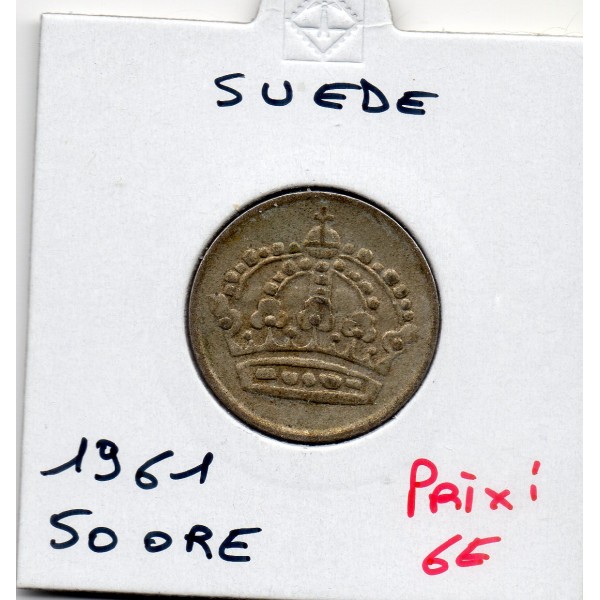 SUEDE
1961
50 ORE
Prix :
6E